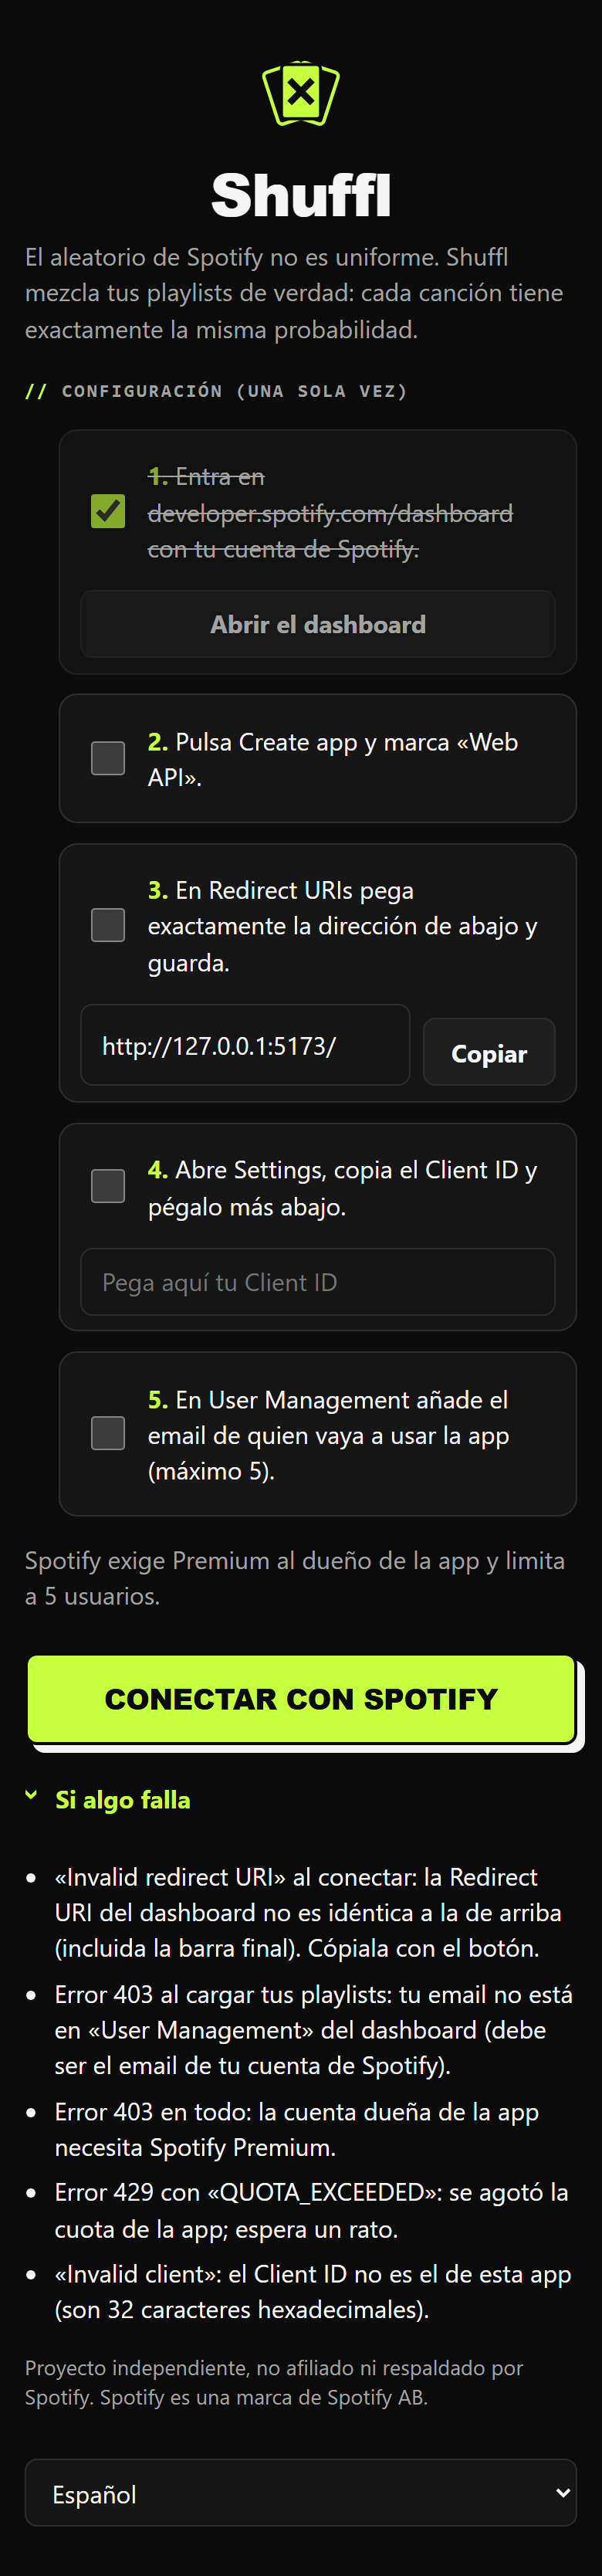 Shuffl
El aleatorio de Spotify no es uniforme. Shuffl
mezcla tus playlists de verdad: cada canción tiene
exactamente la misma probabilidad.
// CONFIGURACIÓN (UNA SOLA VEZ)
1. Entra en
developer.spotify.com/dashboard
con tu cuenta de Spotify.
Abrir el dashboard
2. Pulsa Create app y marca «Web
API».
3. En Redirect URIs pega
exactamente la dirección de abajo y
guarda.
http://127.0.0.1:5173/
Copiar
4. Abre Settings, copia el Client ID y
pégalo más abajo.
Pega aquí tu Client ID
5. En User Management añade el
email de quien vaya a usar la app
(máximo 5).
Spotify exige Premium al dueño de la app y limita
a 5 usuarios.
CONECTAR CON SPOTIFY
Si algo falla
• «Invalid redirect URI» al conectar: la Redirect
URI del dashboard no es idéntica a la de arriba
(incluida la barra final). Cópiala con el botón.
• Error 403 al cargar tus playlists: tu email no está
en «User Management» del dashboard (debe
ser el email de tu cuenta de Spotify).
• Error 403 en todo: la cuenta dueña de la app
necesita Spotify Premium.
• Error 429 con «QUOTA_EXCEEDED»: se agotó la
cuota de la app; espera un rato.
• «Invalid client»: el Client ID no es el de esta app
(son 32 caracteres hexadecimales).
Proyecto independiente, no afiliado ni respaldado por
Spotify. Spotify es una marca de Spotify AB.
Español